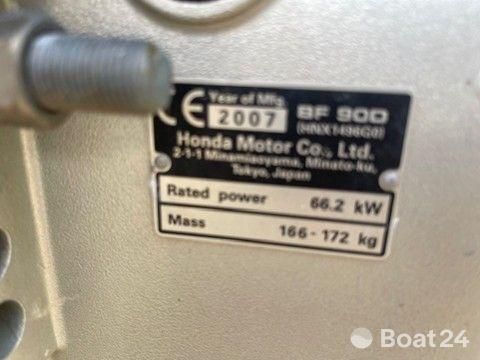 CE Year of Mfg. BF 90D
2007 (HNX1498G0)
Honda Motor Co., Ltd.
2-1-1 Minamiaoyama, Minato-ku,
Tokyo, Japan
Rated power 66.2 kW
Mass 166-172 kg
Boat24